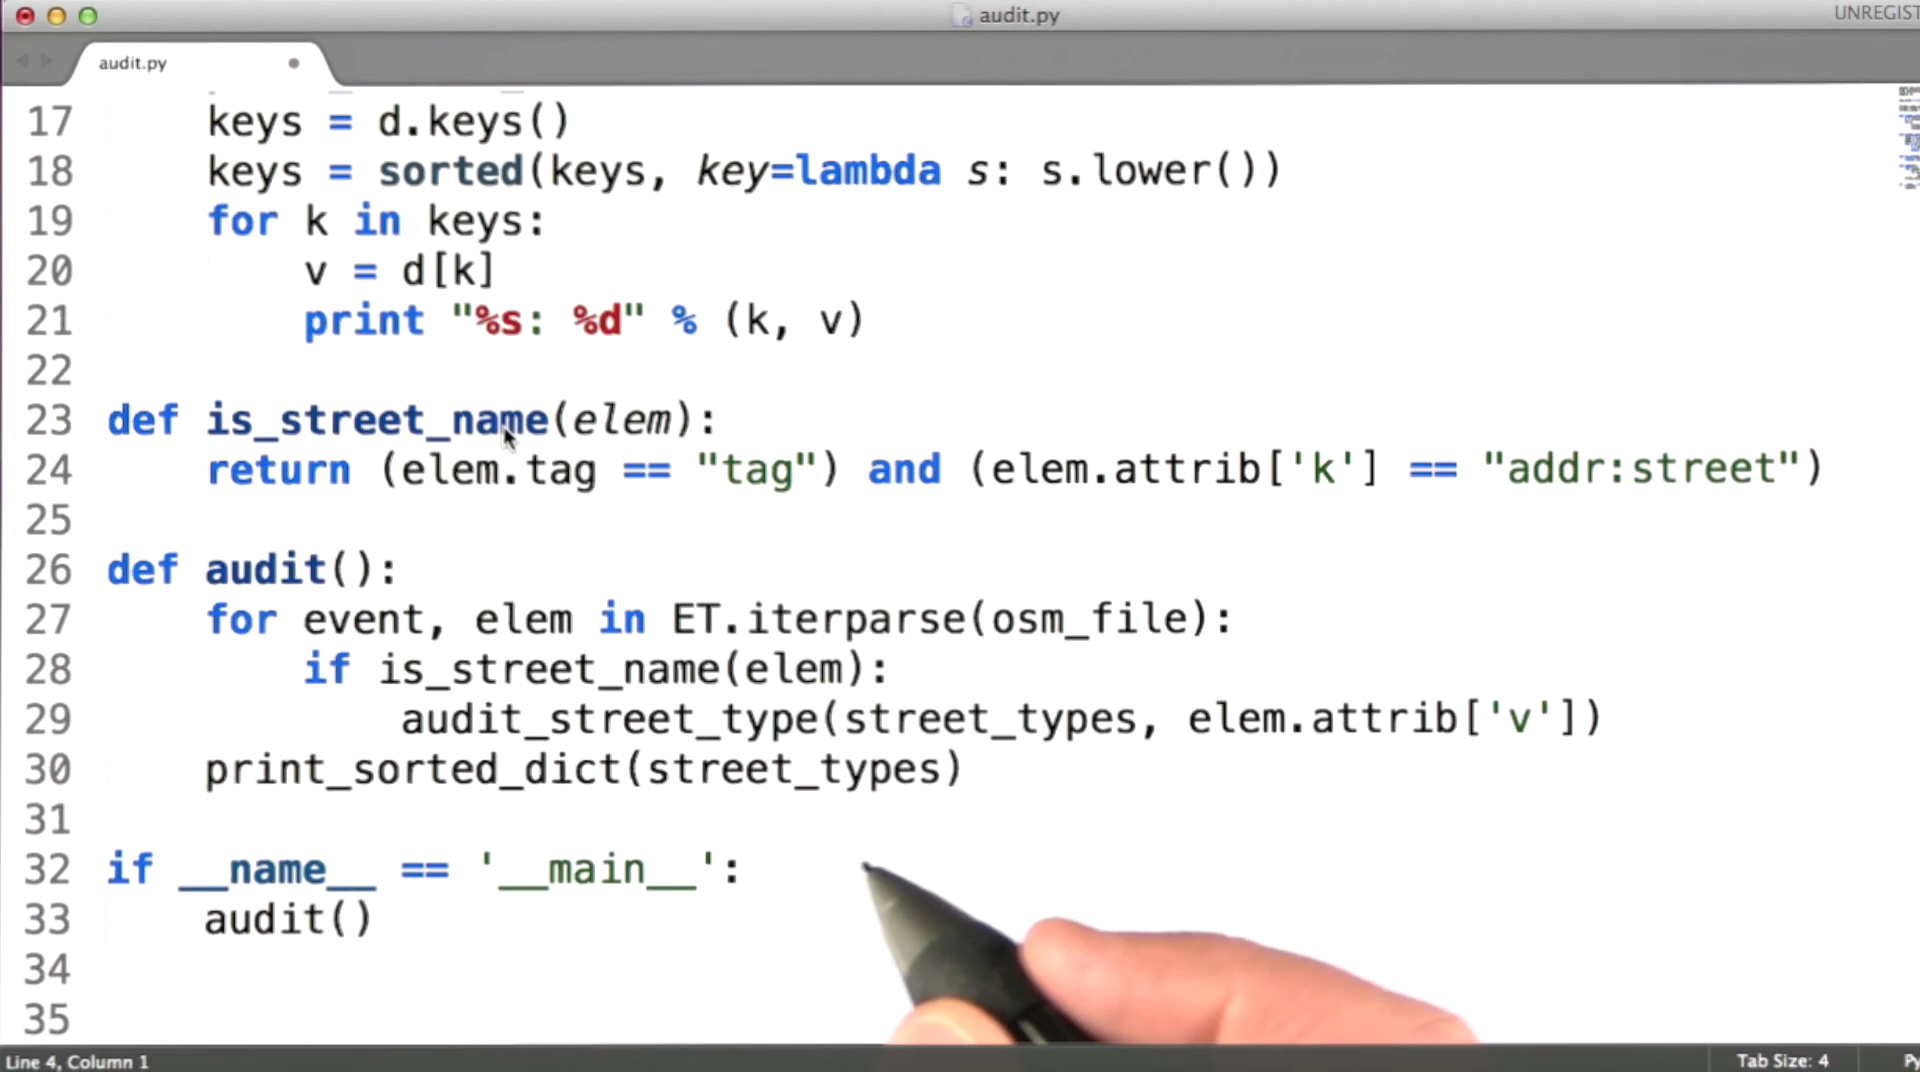 audit.py
UNREGIST
audit.py
17 keys = d.keys()
18 keys = sorted(keys, key=lambda s: s.lower())
19 for k in keys:
20 v = d[k]
21 print "%s: %d" % (k, v)
22
23 def is_street_name(elem):
24 return (elem.tag == "tag") and (elem.attrib['k'] == "addr:street")
25
26 def audit():
27 for event, elem in ET.iterparse(osm_file):
28 if is_street_name(elem):
29 audit_street_type(street_types, elem.attrib['v'])
30 print_sorted_dict(street_types)
31
32 if __name__ == '__main__':
33 audit()
34
35
Line 4, Column 1
Tab Size: 4
Py